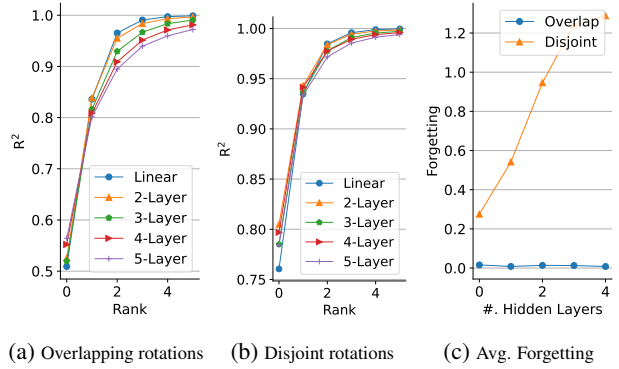 1.0
0.9
0.8
0.7
0.6
0.5
R²
0 2 4
Rank
Linear
2-Layer
3-Layer
4-Layer
5-Layer
1.00
0.95
0.90
0.85
0.80
0.75
R²
0 2 4
Rank
Linear
2-Layer
3-Layer
4-Layer
5-Layer
Overlap
Disjoint
1.2
1.0
0.8
0.6
0.4
0.2
0.0
Forgetting
0 2 4
#. Hidden Layers
(a) Overlapping rotations (b) Disjoint rotations (c) Avg. Forgetting